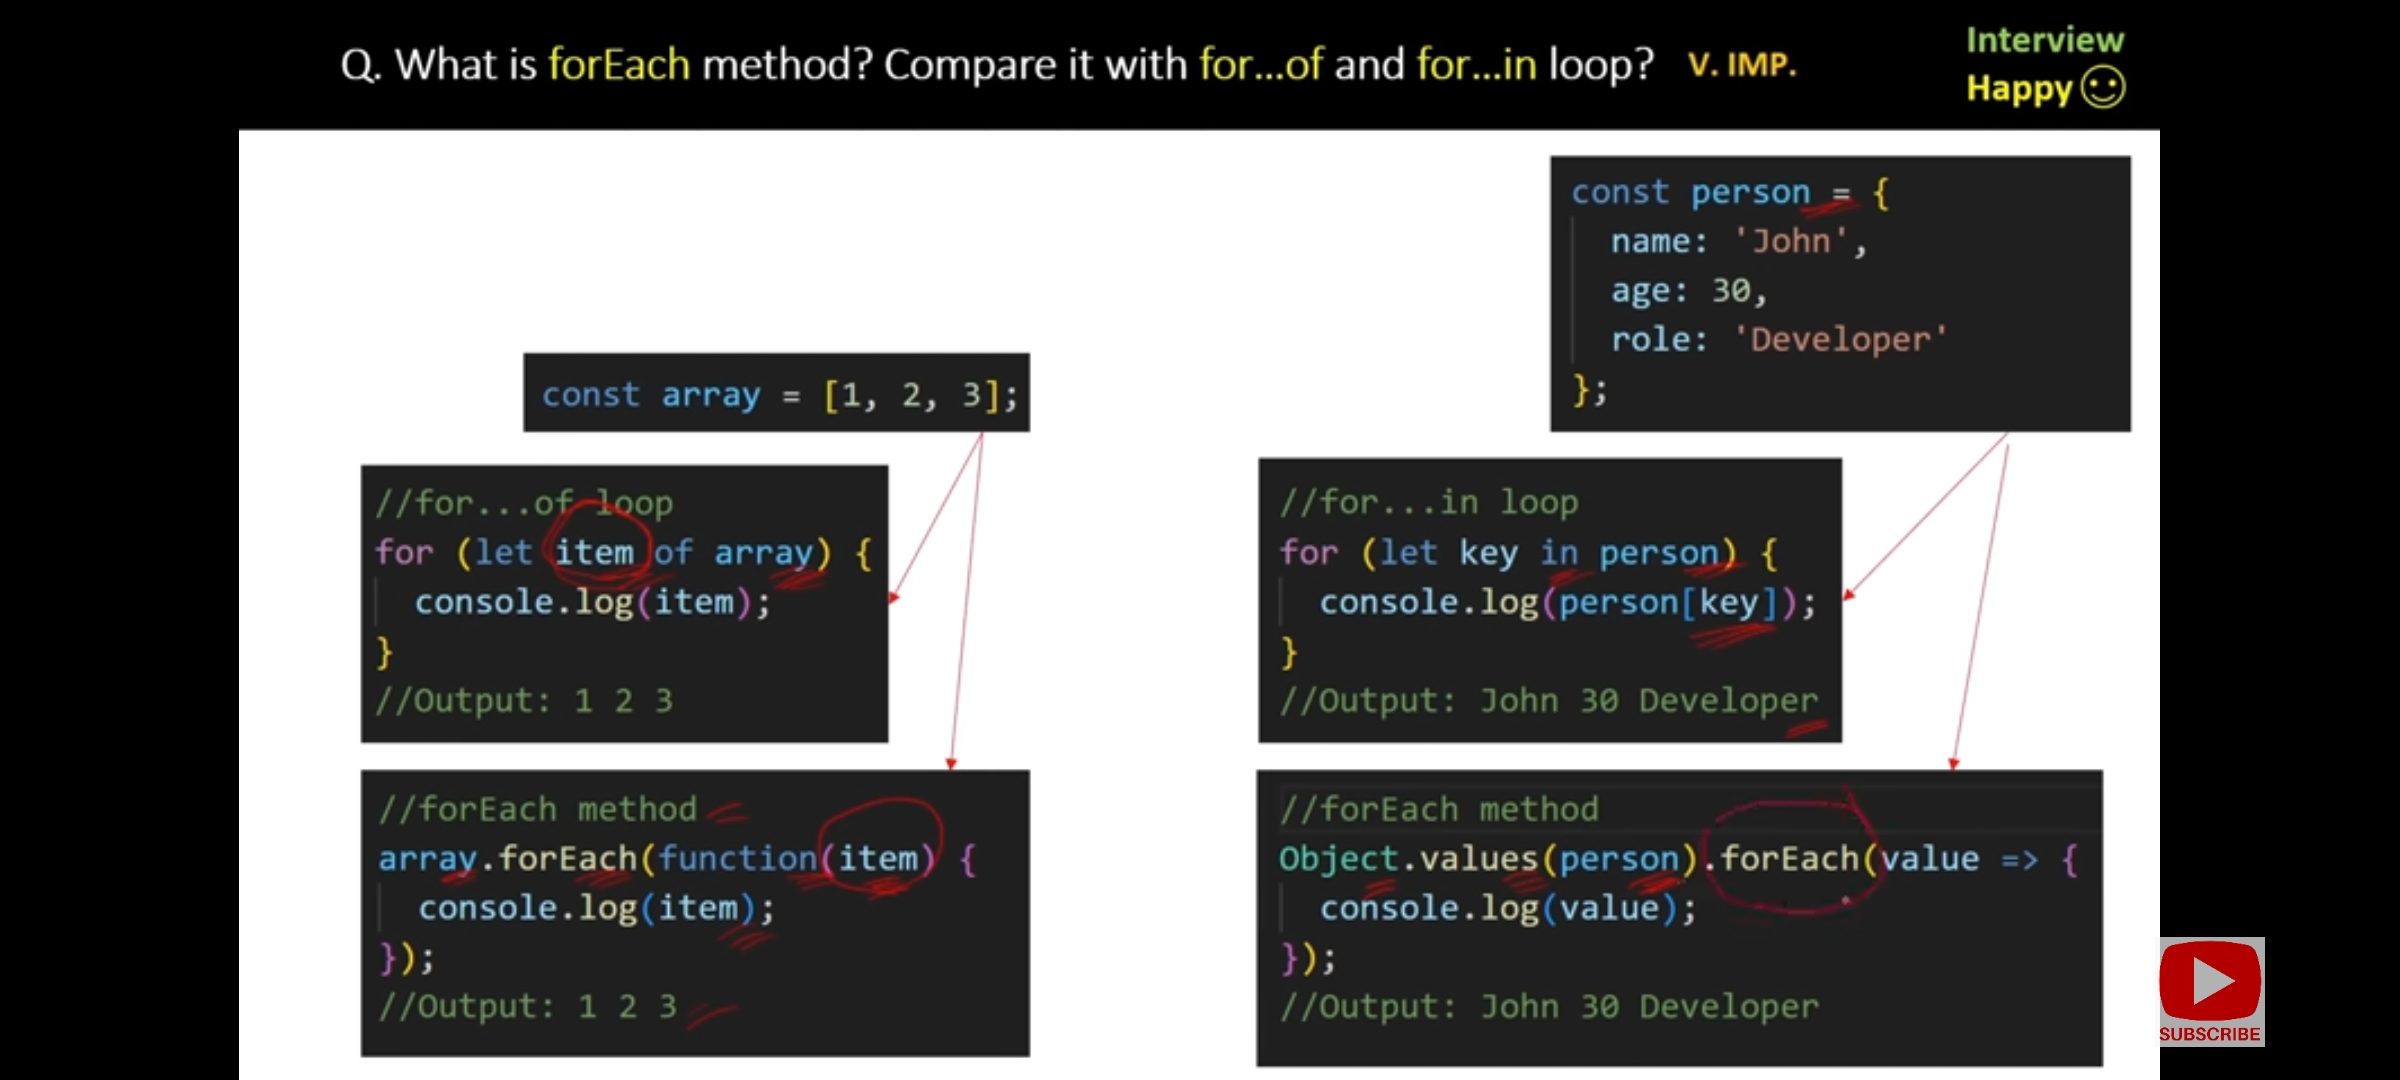 Q. What is forEach method? Compare it with for...of and for...in loop? V. IMP.
Interview
Happy
const array = [1, 2, 3];
//for...of loop
for (let item of array) {
console.log(item);
}
//Output: 1 2 3
//forEach method
array.forEach(function(item) {
console.log(item);
});
//Output: 1 2 3
const person = {
name: 'John',
age: 30,
role: 'Developer'
};
//for...in loop
for (let key in person) {
console.log(person[key]);
}
//Output: John 30 Developer
//forEach method
Object.values(person).forEach(value => {
console.log(value);
});
//Output: John 30 Developer
SUBSCRIBE